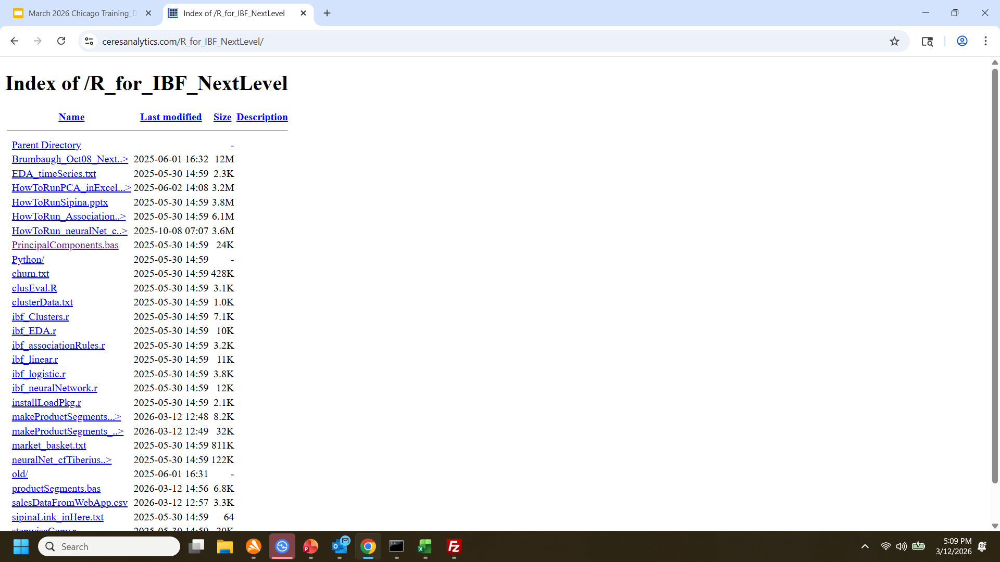 March 2026 Chicago Training_D
Index of /R_for_IBF_NextLevel
ceresanalytics.com/R_for_IBF_NextLevel/
Index of /R_for_IBF_NextLevel
Name Last modified Size Description
Parent Directory -
Brumbaugh_Oct08_Next..> 2025-06-01 16:32 12M
EDA_timeSeries.txt 2025-05-30 14:59 2.3K
HowToRunPCA_inExcel...> 2025-06-02 14:08 3.2M
HowToRunSipina.pptx 2025-05-30 14:59 3.8M
HowToRun_Association..> 2025-05-30 14:59 6.1M
HowToRun_neuralNet_c..> 2025-10-08 07:07 3.6M
PrincipalComponents.bas 2025-05-30 14:59 24K
Python/ 2025-05-30 14:59 -
churn.txt 2025-05-30 14:59 428K
clusEval.R 2025-05-30 14:59 3.1K
clusterData.txt 2025-05-30 14:59 1.0K
ibf_Clusters.r 2025-05-30 14:59 7.1K
ibf_EDA.r 2025-05-30 14:59 10K
ibf_associationRules.r 2025-05-30 14:59 3.2K
ibf_linear.r 2025-05-30 14:59 11K
ibf_logistic.r 2025-05-30 14:59 3.8K
ibf_neuralNetwork.r 2025-05-30 14:59 12K
installLoadPkg.r 2025-05-30 14:59 2.1K
makeProductSegments...> 2026-03-12 12:48 8.2K
makeProductSegments_..> 2026-03-12 12:49 32K
market_basket.txt 2025-05-30 14:59 811K
neuralNet_cfTiberius..> 2025-05-30 14:59 122K
old/ 2025-06-01 16:31 -
productSegments.bas 2026-03-12 14:56 6.8K
salesDataFromWebApp.csv 2026-03-12 12:57 3.3K
sipinaLink_inHere.txt 2025-05-30 14:59 64
stepwiseCopy.r 2025-05-30 14:59 20K
Search
5:09 PM
3/12/2026